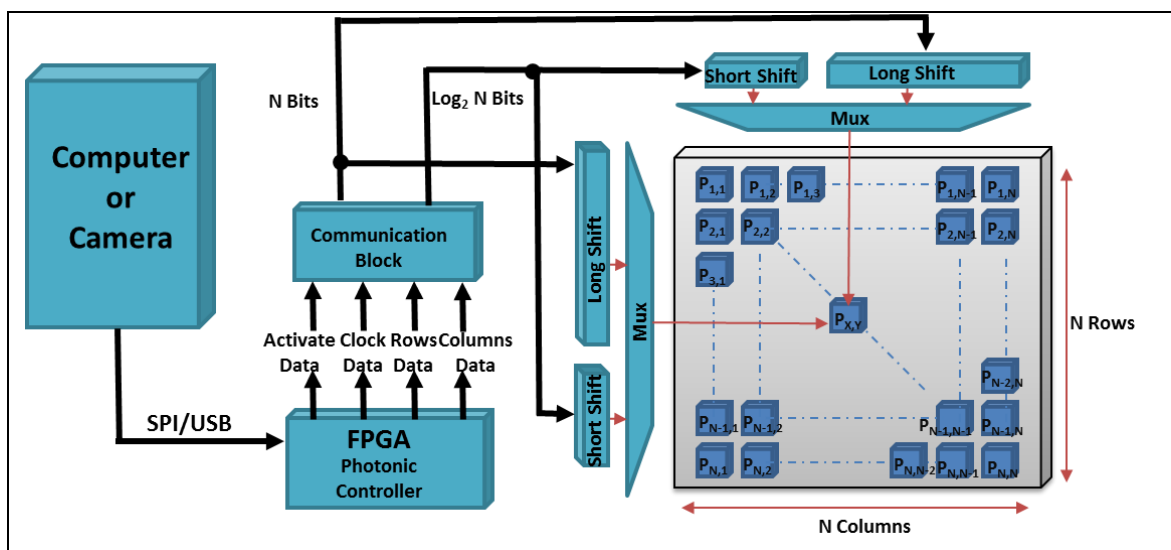 Computer
or
Camera
SPI/USB
N Bits
Log₂ N Bits
Communication
Block
Activate Clock Rows Columns
Data Data Data Data
FPGA
Photonic
Controller
Short Shift
Long Shift
Mux
Long Shift
Short Shift
Mux
P1,1 P1,2 P1,3 P1,N-1 P1,N
P2,1 P2,2 P2,N-1 P2,N
P3,1
PX,Y
PN-2,N
PN-1,1 PN-1,2 PN-1,N-1 PN-1,N
PN,1 PN,2 PN,N-2 PN,N-1 PN,N
N Rows
N Columns